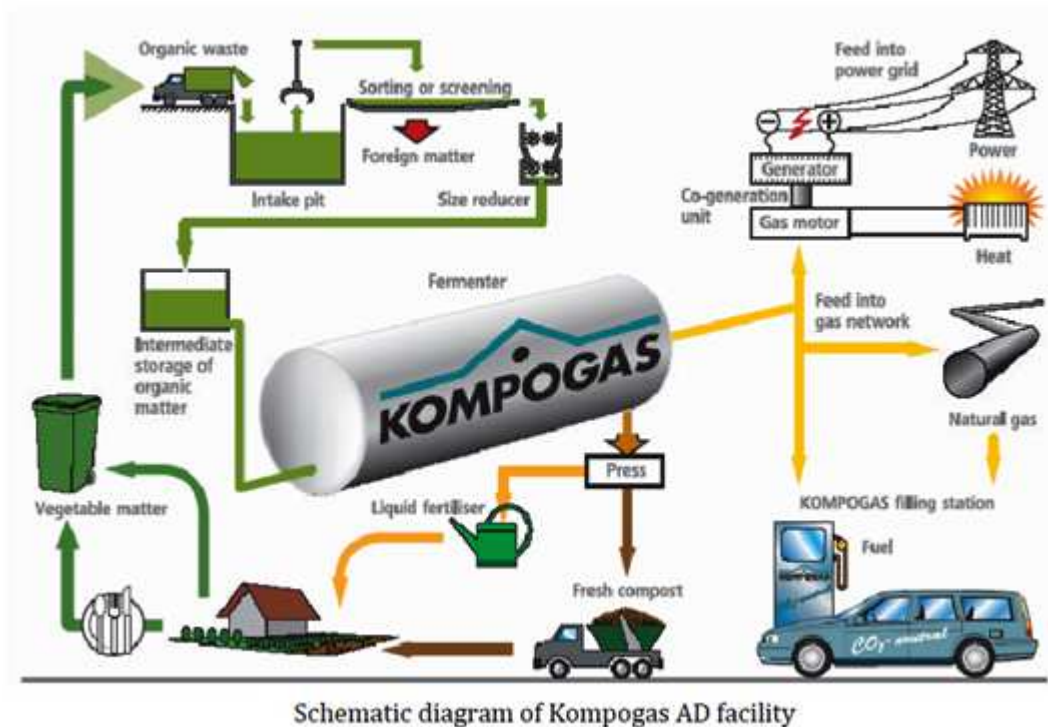 Organic waste
Sorting or screening
Foreign matter
Intake pit
Size reducer
Feed into
power grid
Power
Generator
Co-generation
unit
Gas motor
Heat
Fermenter
Intermediate
storage of
organic
matter
KOMPOGAS
Feed into
gas network
Natural gas
Press
Vegetable matter
Liquid fertiliser
KOMPOGAS filling station
Fuel
KOMPOGAS
Fresh compost
CO₂-neutral
Schematic diagram of Kompogas AD facility